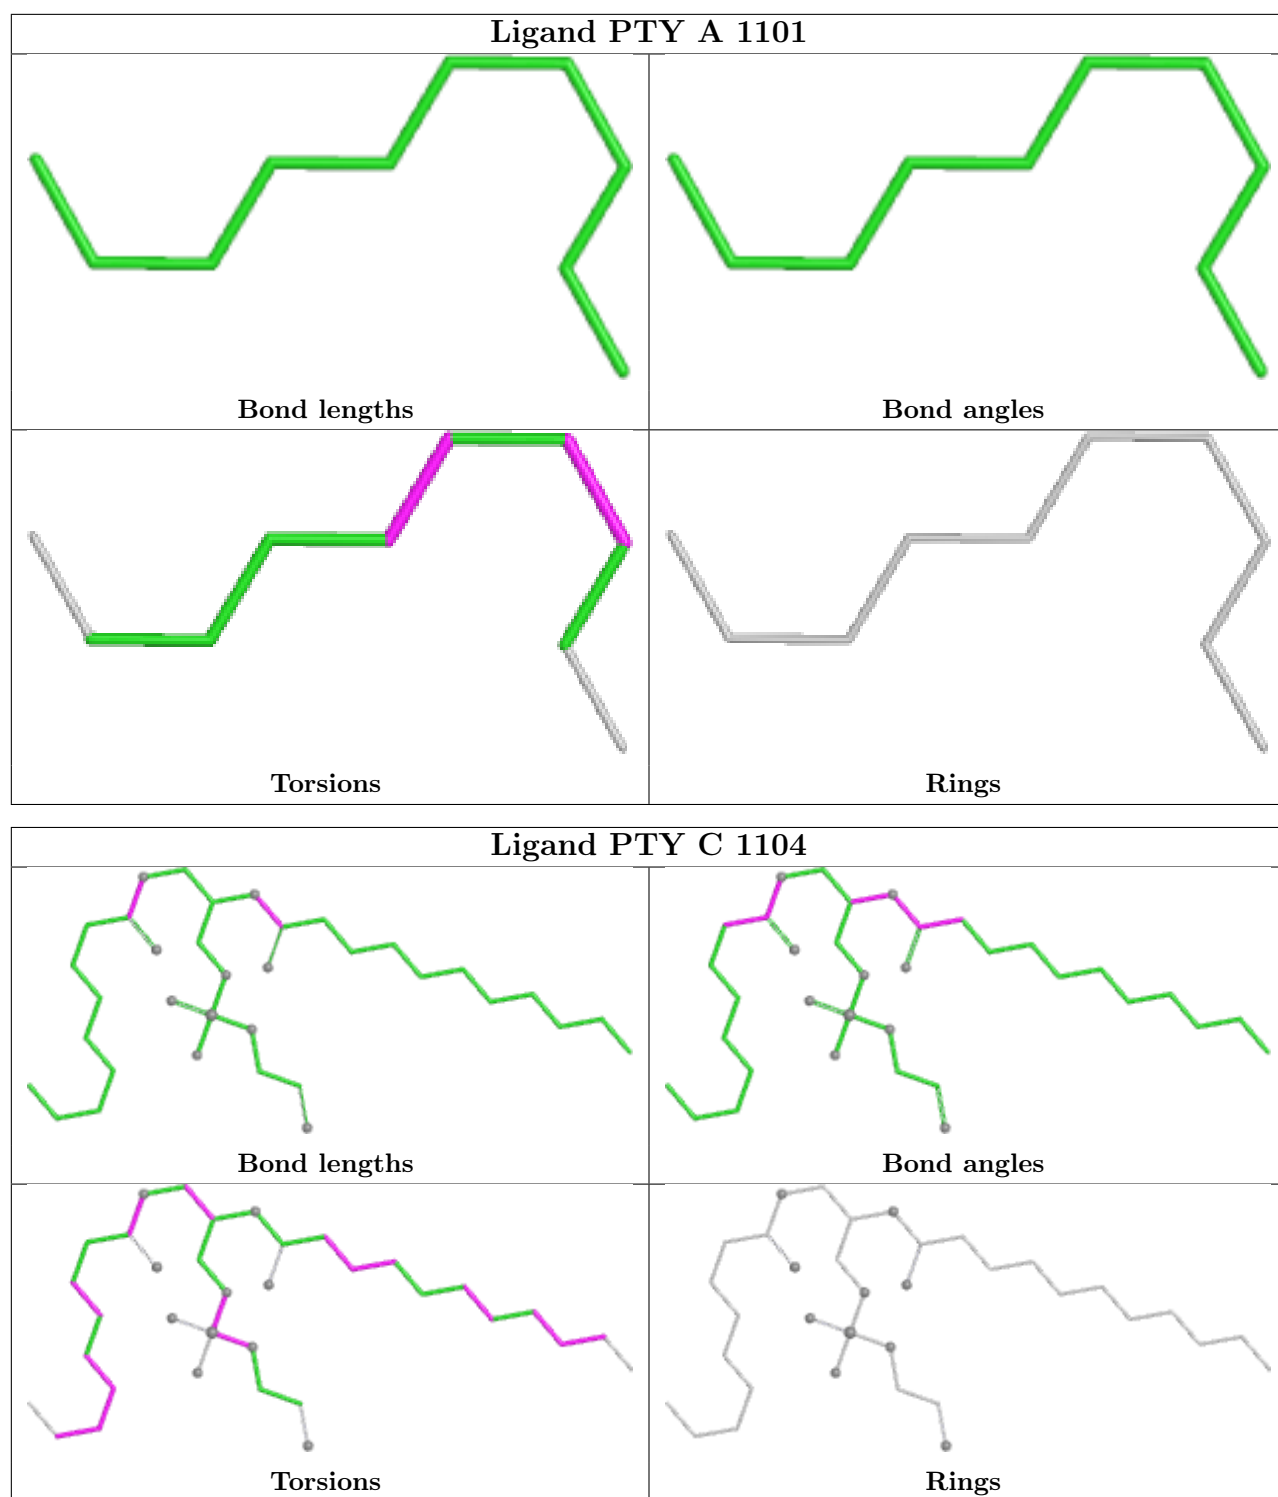 Ligand PTY A 1101
Bond lengths
Bond angles
Torsions
Rings
Ligand PTY C 1104
Bond lengths
Bond angles
Torsions
Rings